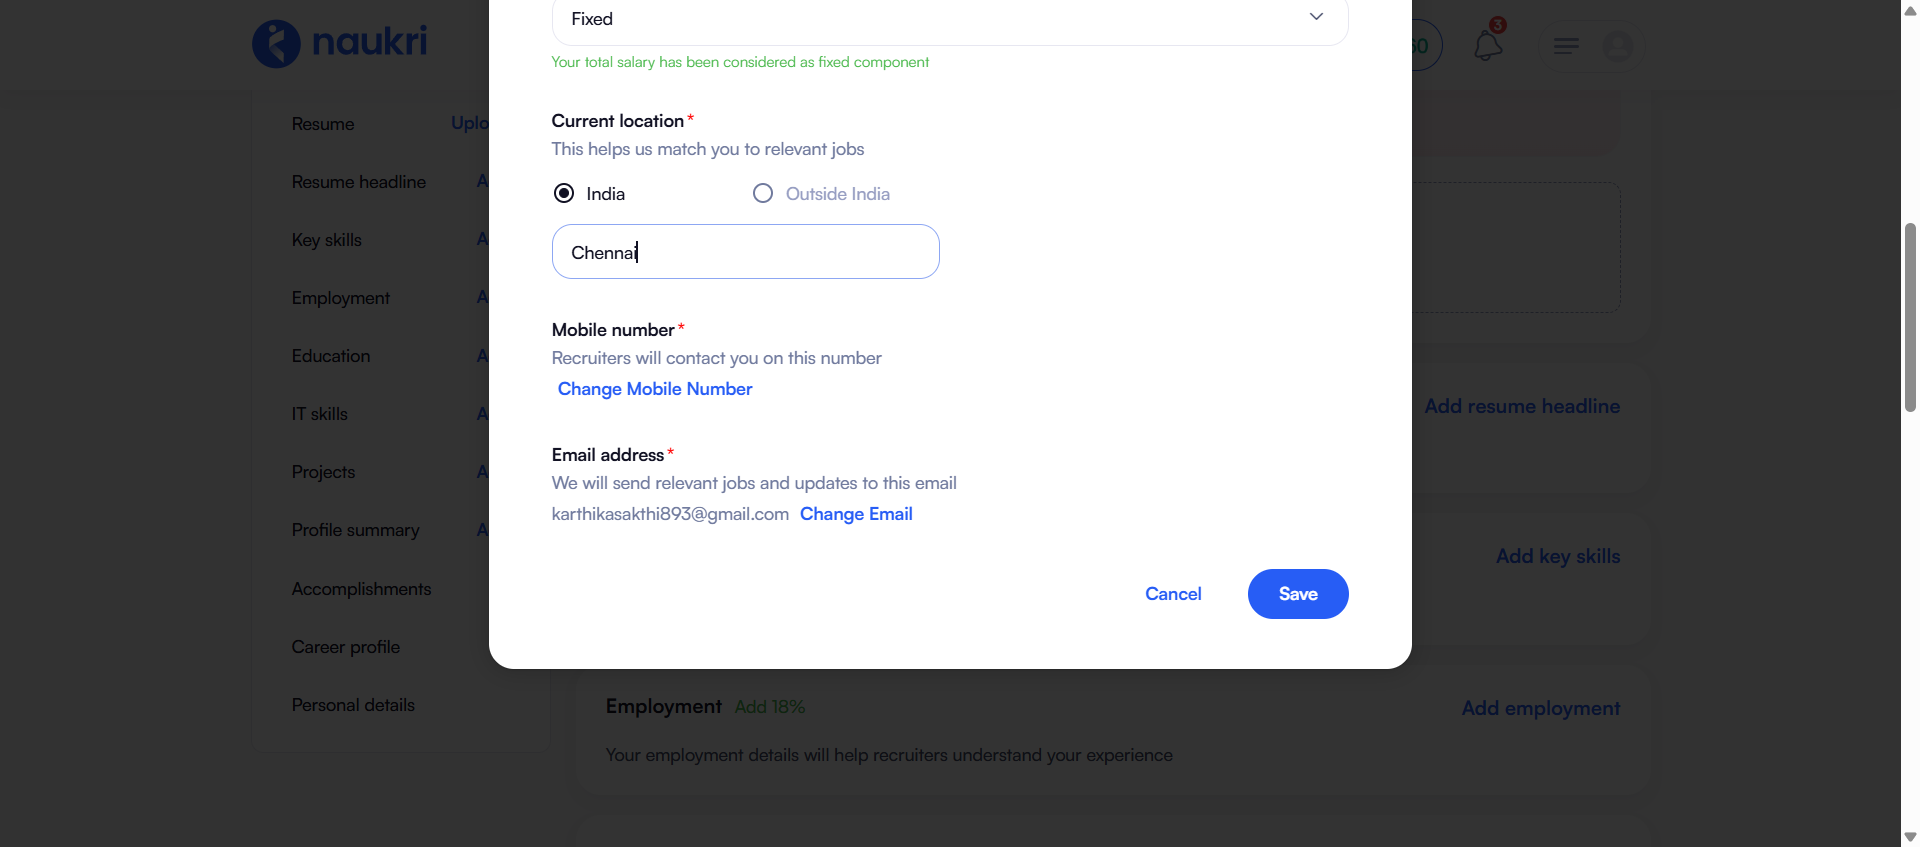 Fixed
Your total salary has been considered as fixed component
naukri
3
Current location*
This helps us match you to relevant jobs
India
Outside India
Chennai
Mobile number*
Recruiters will contact you on this number
Change Mobile Number
Email address*
We will send relevant jobs and updates to this email
karthikasakthi893@gmail.com Change Email
Cancel
Save
Resume
Uplo
Resume headline
Key skills
Employment
Education
IT skills
Projects
Profile summary
Accomplishments
Career profile
Personal details
Add resume headline
Add key skills
Employment Add 18%
Add employment
Your employment details will help recruiters understand your experience